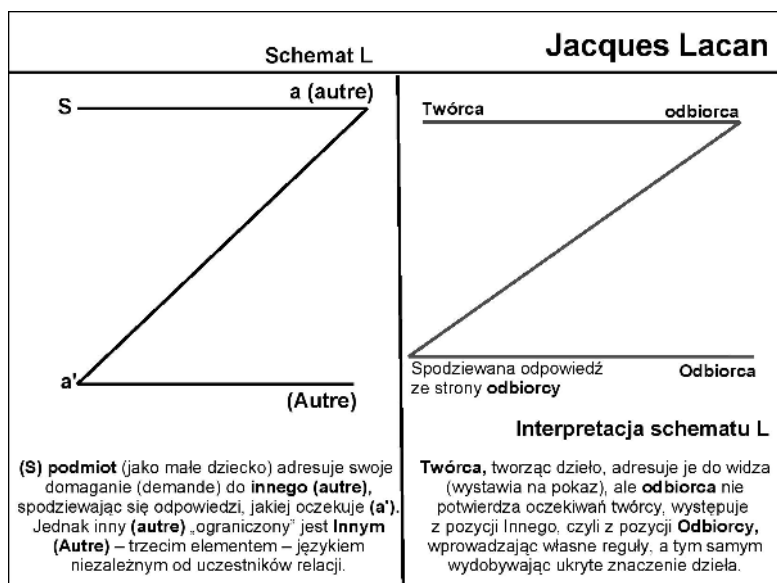 Schemat L
Jacques Lacan
S
a (autre)
a'
(Autre)
(S) podmiot (jako małe dziecko) adresuje swoje
domaganie (demande) do innego (autre),
spodziewając się odpowiedzi, jakiej oczekuje (a').
Jednak inny (autre) „ograniczony" jest Innym
(Autre) – trzecim elementem – językiem
niezależnym od uczestników relacji.
Twórca
odbiorca
Spodziewana odpowiedź
ze strony odbiorcy
Odbiorca
Interpretacja schematu L
Twórca, tworząc dzieło, adresuje je do widza
(wystawia na pokaz), ale odbiorca nie
potwierdza oczekiwań twórcy, występuje
z pozycji Innego, czyli z pozycji Odbiorcy,
wprowadzając własne reguły, a tym samym
wydobywając ukryte znaczenie dzieła.